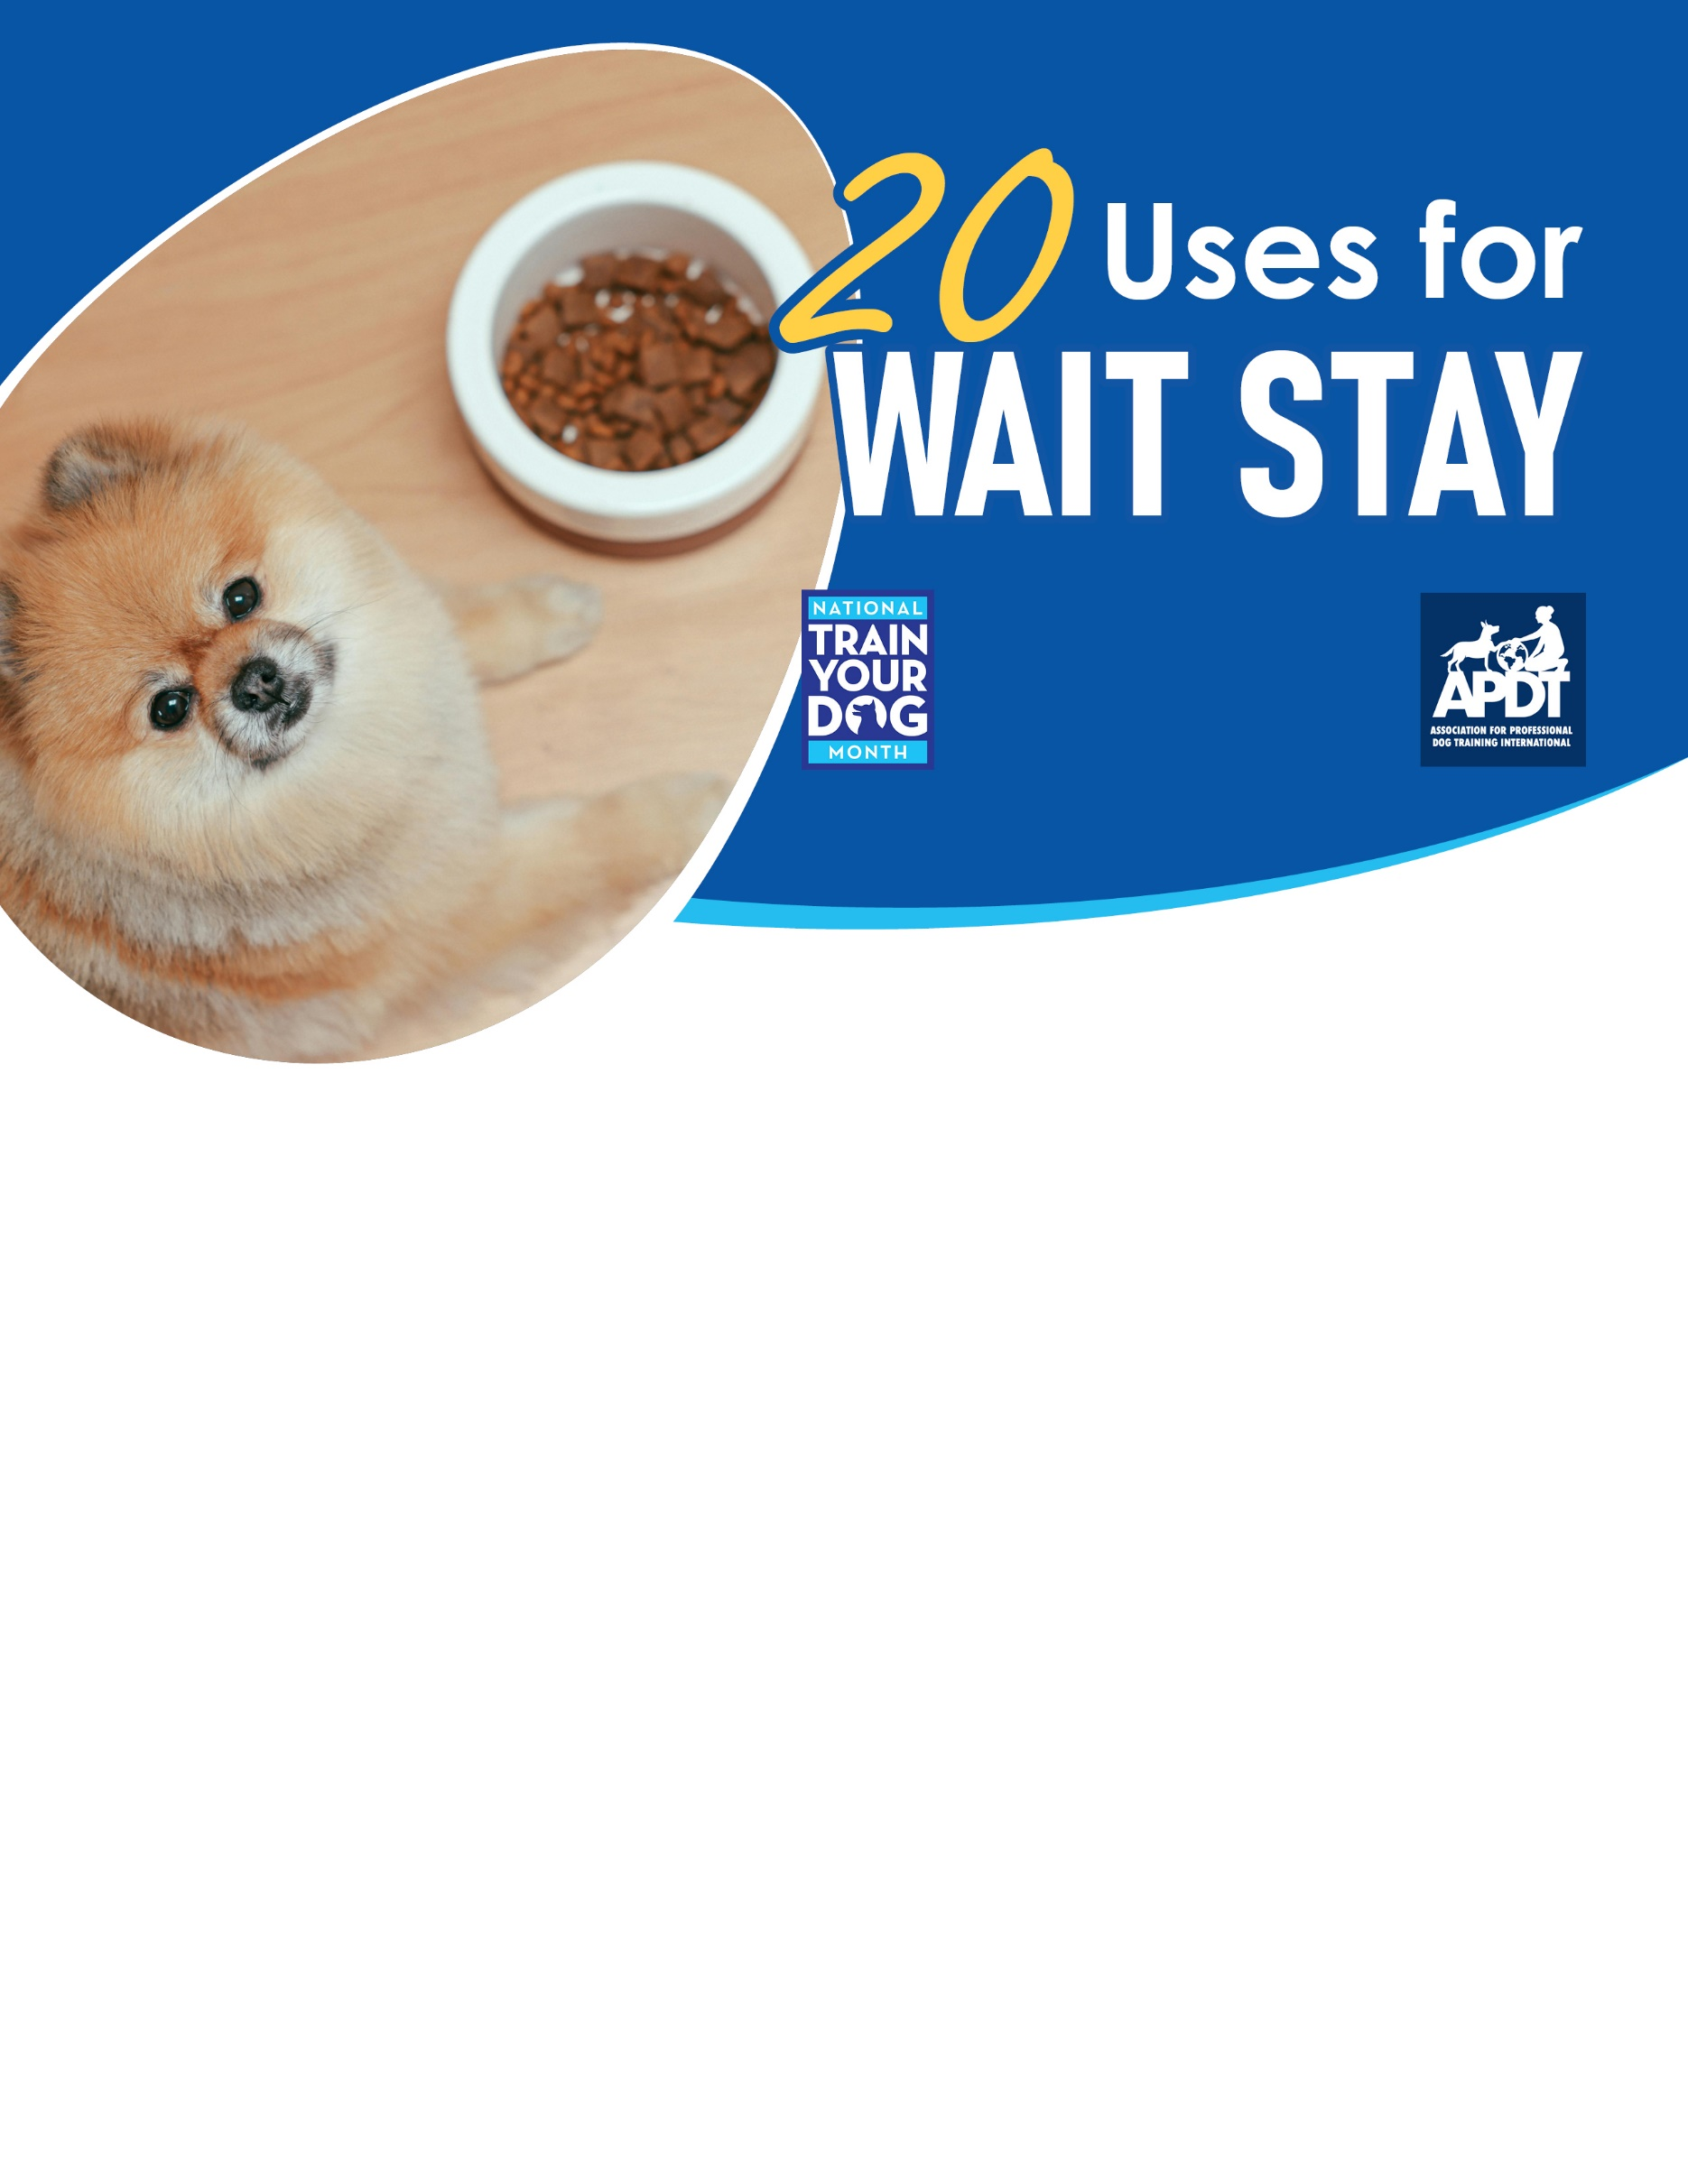 20 Uses for
WAIT STAY
NATIONAL
TRAIN
YOUR
DOG
MONTH
APDT
ASSOCIATION FOR PROFESSIONAL
DOG TRAINING INTERNATIONAL